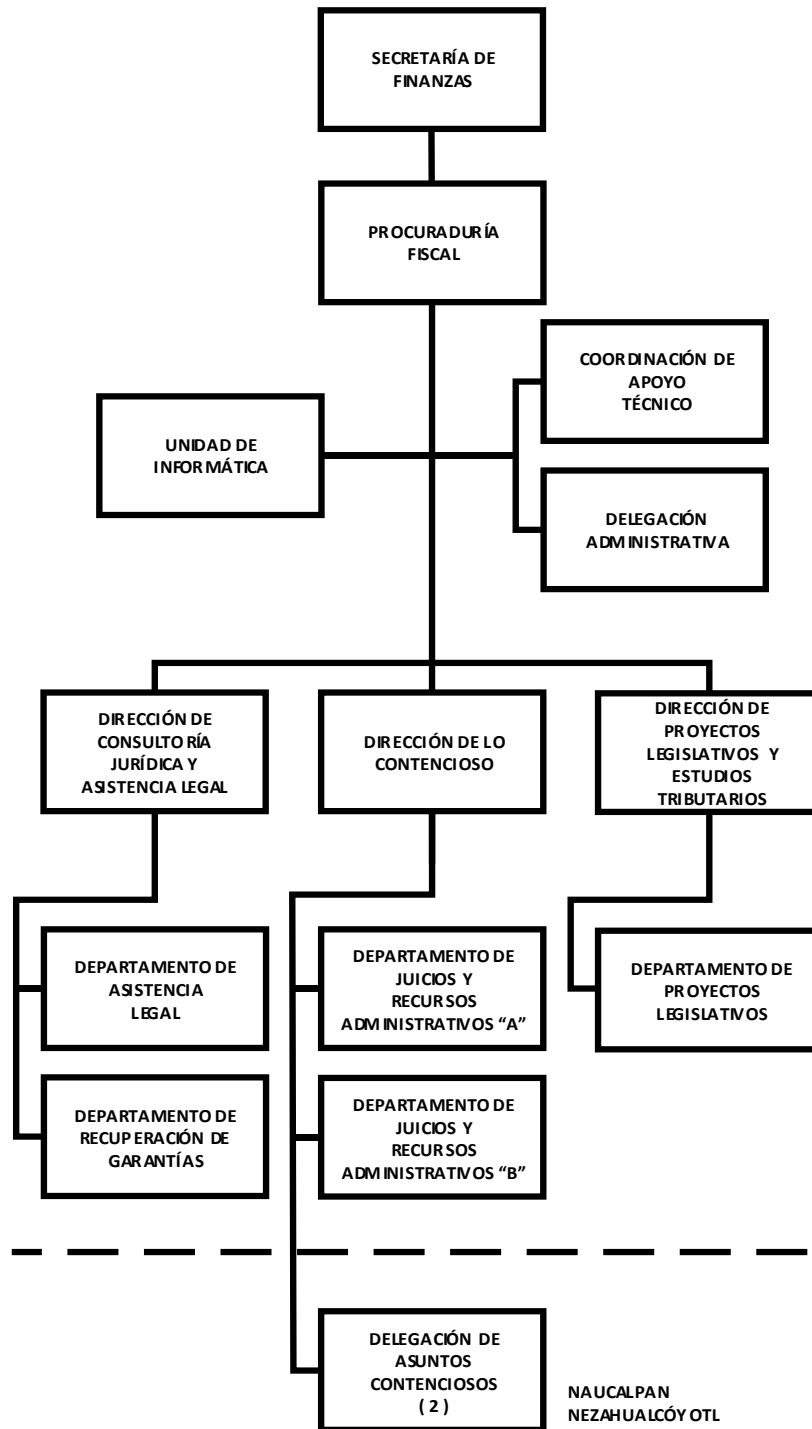 SECRETARÍA DE
FINANZAS
PROCURADURÍA
FISCAL
COORDINACIÓN DE
APOYO
TÉCNICO
UNIDAD DE
INFORMÁTICA
DELEGACIÓN
ADMINISTRATIVA
DIRECCIÓN DE
CONSULTORÍA
JURÍDICA Y
ASISTENCIA LEGAL
DIRECCIÓN DE LO
CONTENCIOSO
DIRECCIÓN DE
PROYECTOS
LEGISLATIVOS Y
ESTUDIOS
TRIBUTARIOS
DEPARTAMENTO DE
ASISTENCIA
LEGAL
DEPARTAMENTO DE
JUICIOS Y
RECURSOS
ADMINISTRATIVOS “A”
DEPARTAMENTO DE
PROYECTOS
LEGISLATIVOS
DEPARTAMENTO DE
RECUPERACIÓN DE
GARANTÍAS
DEPARTAMENTO DE
JUICIOS Y
RECURSOS
ADMINISTRATIVOS “B”
DELEGACIÓN DE
ASUNTOS
CONTENCIOSOS
( 2 )
NAUCALPAN
NEZAHUALCÓYOTL